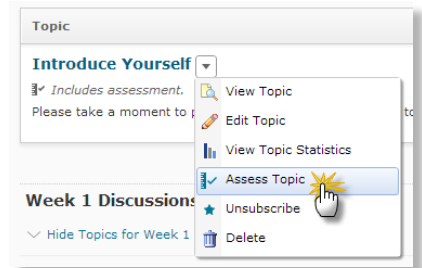 Topic
Introduce Yourself
Includes assessment.
Please take a moment to
View Topic
Edit Topic
View Topic Statistics
Assess Topic
Unsubscribe
Delete
Week 1 Discussions
Hide Topics for Week 1